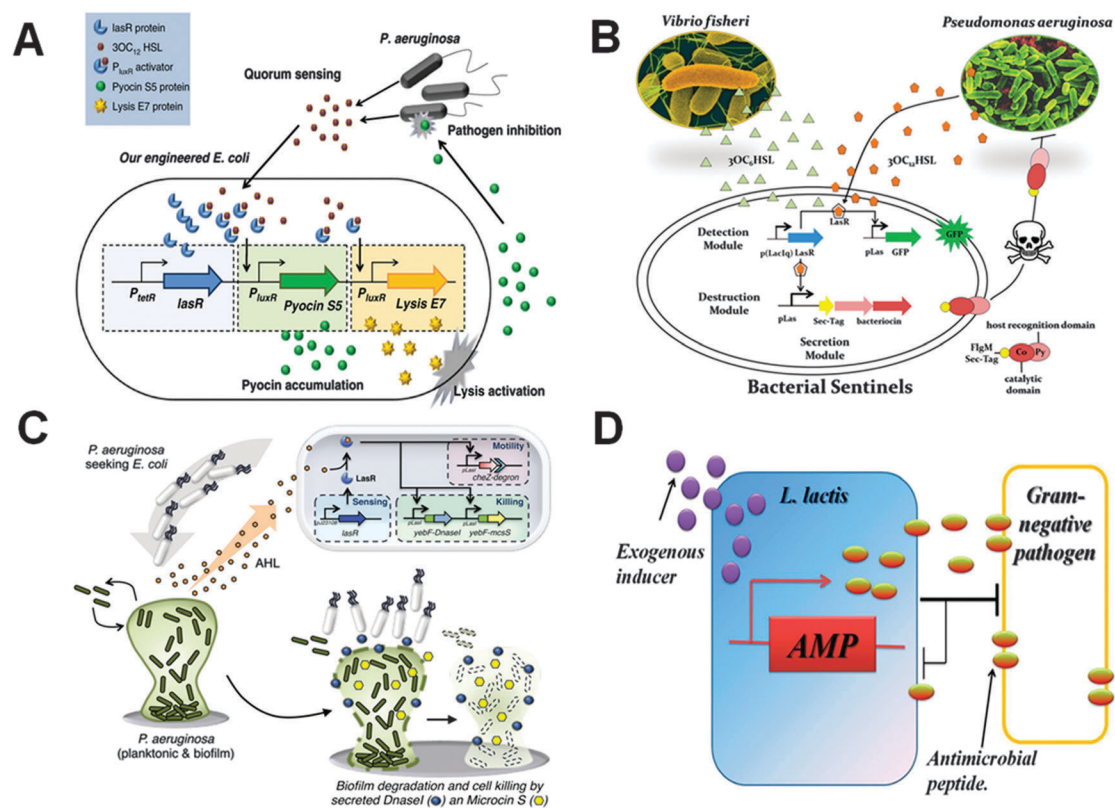 A
lasR protein
3OC12 HSL
PluxR activator
Pyocin S5 protein
Lysis E7 protein
Quorum sensing
P. aeruginosa
Pathogen inhibition
Our engineered E. coli
PtetR
lasR
PluxR
Pyocin S5
PluxR
Lysis E7
Pyocin accumulation
Lysis activation
B
Vibrio fisheri
Pseudomonas aeruginosa
3OC6HSL
3OC12HSL
Detection
Module
LasR
p(LacIq) LasR
pLas
GFP
GFP
Destruction
Module
pLas
Sec-Tag
bacteriocin
Secretion
Module
Bacterial Sentinels
host recognition domain
FlgM
Sec-Tag
Co
Py
catalytic
domain
C
P. aeruginosa
seeking E. coli
AHL
LasR
Motility
pLasI
cheZ-degron
Sensing
lasR
Killing
pLasI
pLasI
yebF-DnaseI
yebF-mcsS
P. aeruginosa
(planktonic & biofilm)
Biofilm degradation and cell killing by
secreted DnaseI ( ) an Microcin S ( )
D
L. lactis
Gram-
negative
pathogen
Exogenous
inducer
AMP
Antimicrobial
peptide.